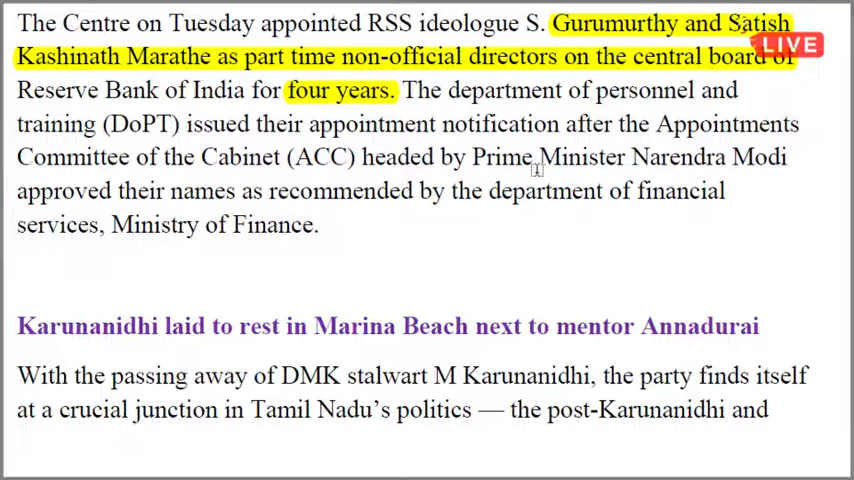 The Centre on Tuesday appointed RSS ideologue S. Gurumurthy and Satish
LIVE
Kashinath Marathe as part time non-official directors on the central board of
Reserve Bank of India for four years. The department of personnel and
training (DoPT) issued their appointment notification after the Appointments
Committee of the Cabinet (ACC) headed by Prime Minister Narendra Modi
approved their names as recommended by the department of financial
services, Ministry of Finance.
Karunanidhi laid to rest in Marina Beach next to mentor Annadurai
With the passing away of DMK stalwart M Karunanidhi, the party finds itself
at a crucial junction in Tamil Nadu’s politics — the post-Karunanidhi and